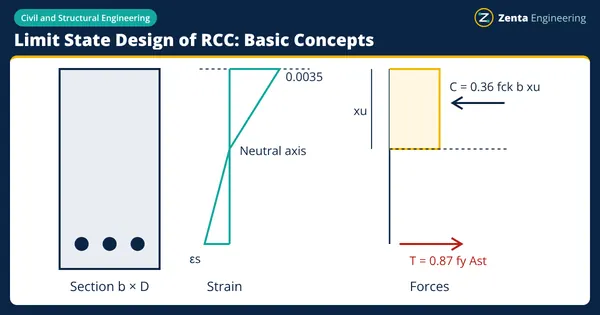 Civil and Structural Engineering
Zenta Engineering
Limit State Design of RCC: Basic Concepts
0.0035
C = 0.36 fck b xu
xu
Neutral axis
εs
T = 0.87 fy Ast
Section b × D
Strain
Forces